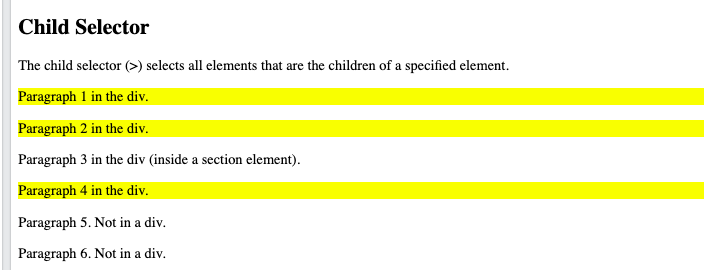 Child Selector
The child selector (>) selects all elements that are the children of a specified element.
Paragraph 1 in the div.
Paragraph 2 in the div.
Paragraph 3 in the div (inside a section element).
Paragraph 4 in the div.
Paragraph 5. Not in a div.
Paragraph 6. Not in a div.